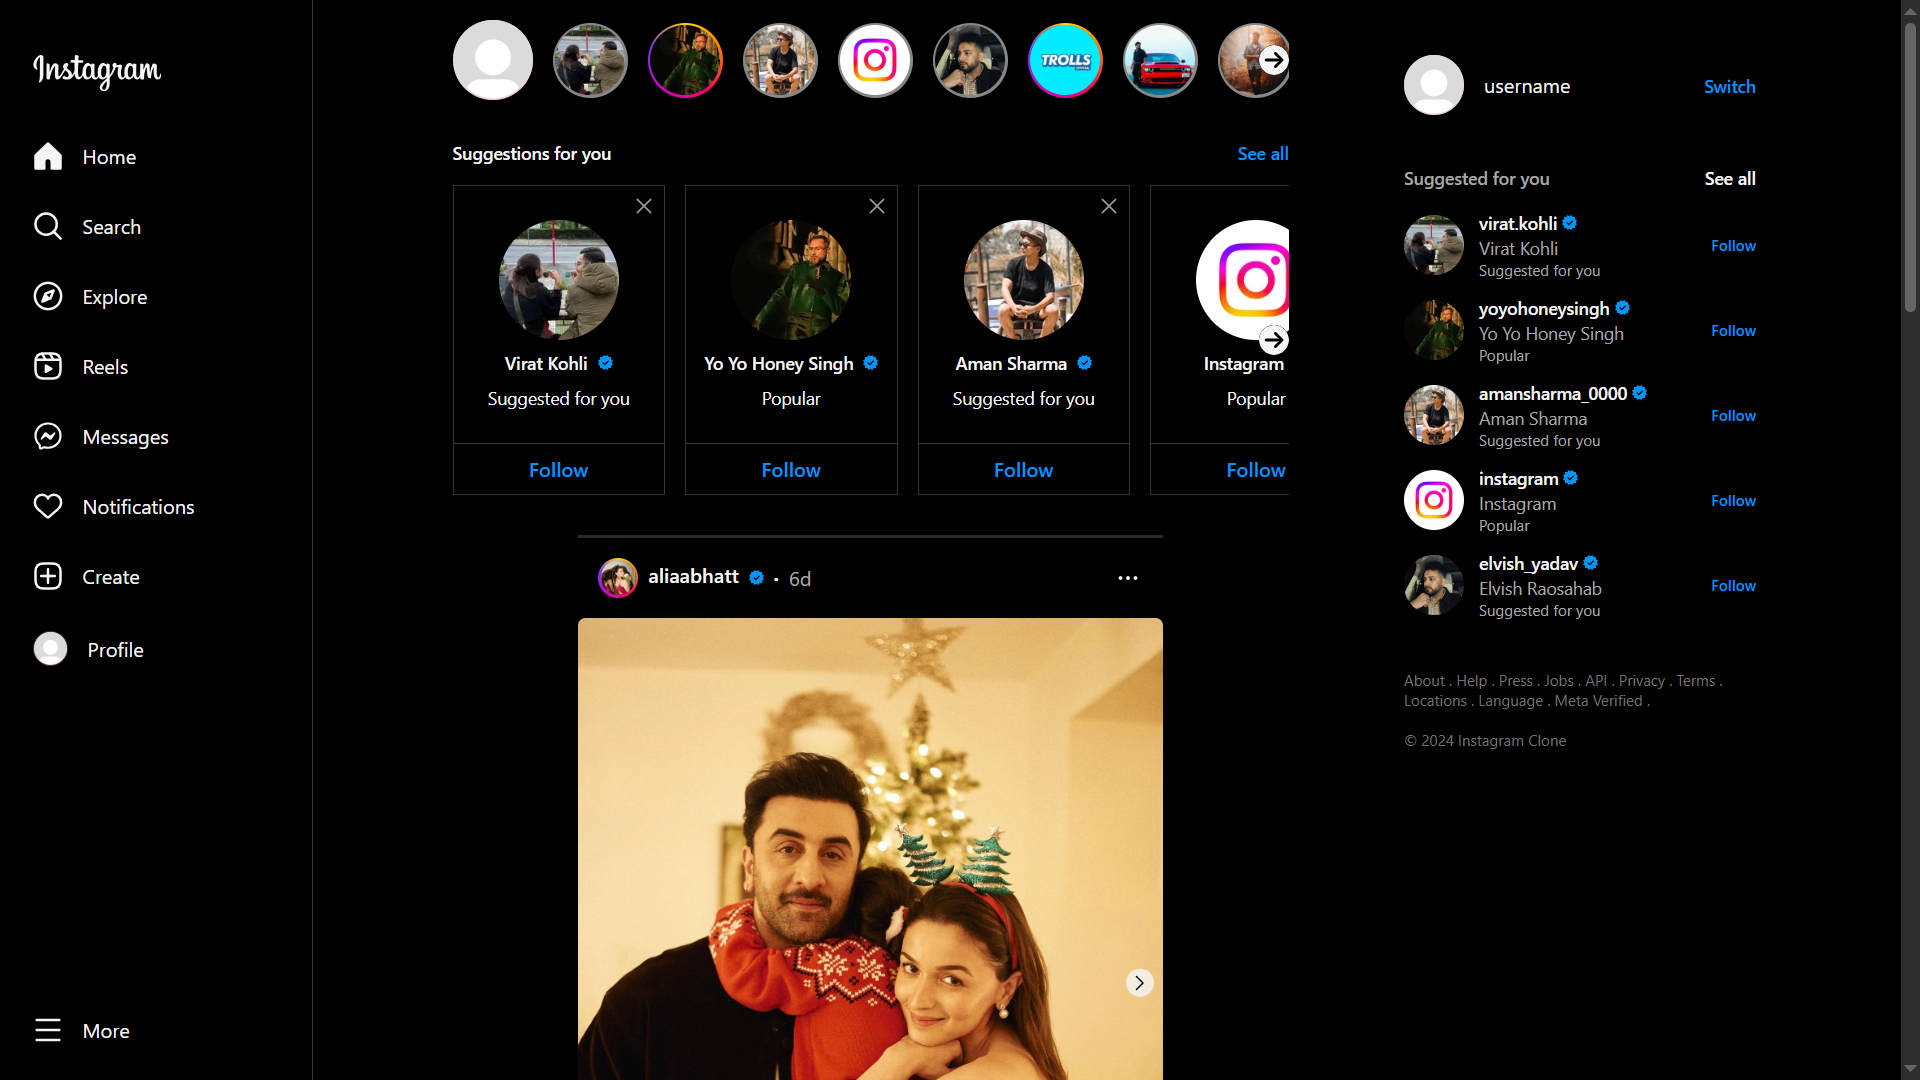 Instagram
Home
Search
Explore
Reels
Messages
Notifications
Create
Profile
More
TROLLS
Suggestions for you
See all
Virat Kohli
Suggested for you
Follow
Yo Yo Honey Singh
Popular
Follow
Aman Sharma
Suggested for you
Follow
Instagram
Popular
Follow
aliaabhatt • 6d
username
Switch
Suggested for you
See all
virat.kohli
Virat Kohli
Suggested for you
Follow
yoyohoneysingh
Yo Yo Honey Singh
Popular
Follow
amansharma_0000
Aman Sharma
Suggested for you
Follow
instagram
Instagram
Popular
Follow
elvish_yadav
Elvish Raosahab
Suggested for you
Follow
About . Help . Press . Jobs . API . Privacy . Terms .
Locations . Language . Meta Verified .
© 2024 Instagram Clone